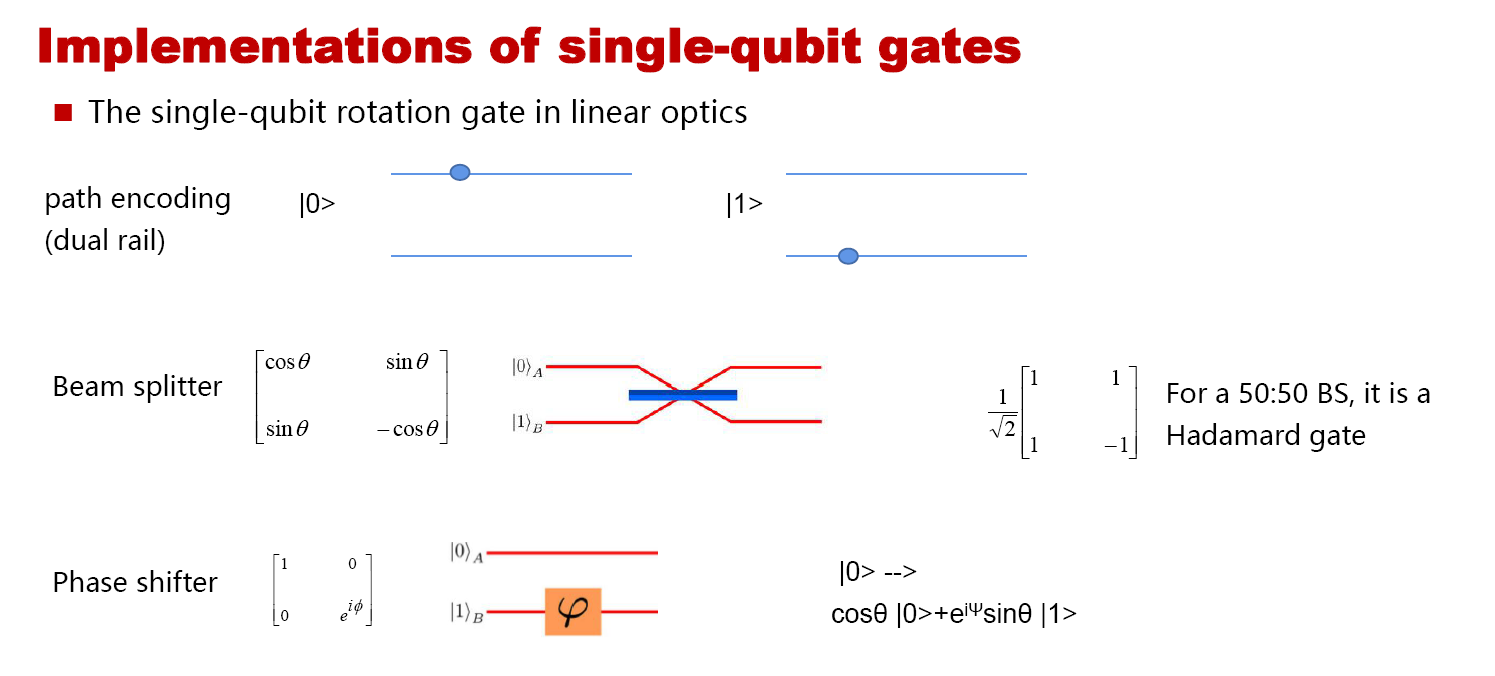 Implementations of single-qubit gates
■ The single-qubit rotation gate in linear optics
path encoding
(dual rail)
|0>
|1>
Beam splitter
cosθ sinθ
sinθ −cosθ
|0⟩A
|1⟩B
1/√2
1 1
1 −1
For a 50:50 BS, it is a
Hadamard gate
Phase shifter
1 0
0 e^iϕ
|0⟩A
|1⟩B
φ
|0> -->
cosθ |0>+e^iΨsinθ |1>